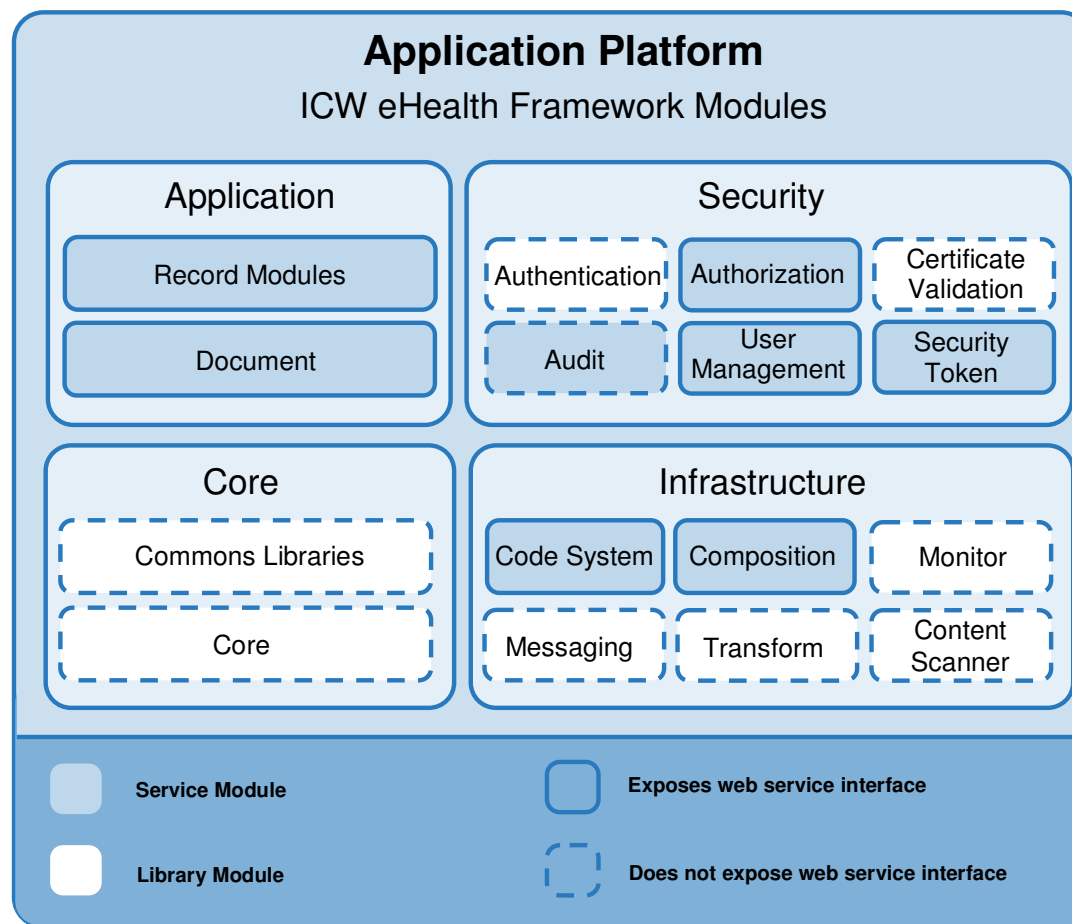 Application Platform
ICW eHealth Framework Modules
Application
Record Modules
Document
Security
Authentication
Authorization
Certificate
Validation
Audit
User
Management
Security
Token
Core
Commons Libraries
Core
Infrastructure
Code System
Composition
Monitor
Messaging
Transform
Content
Scanner
Service Module
Exposes web service interface
Library Module
Does not expose web service interface